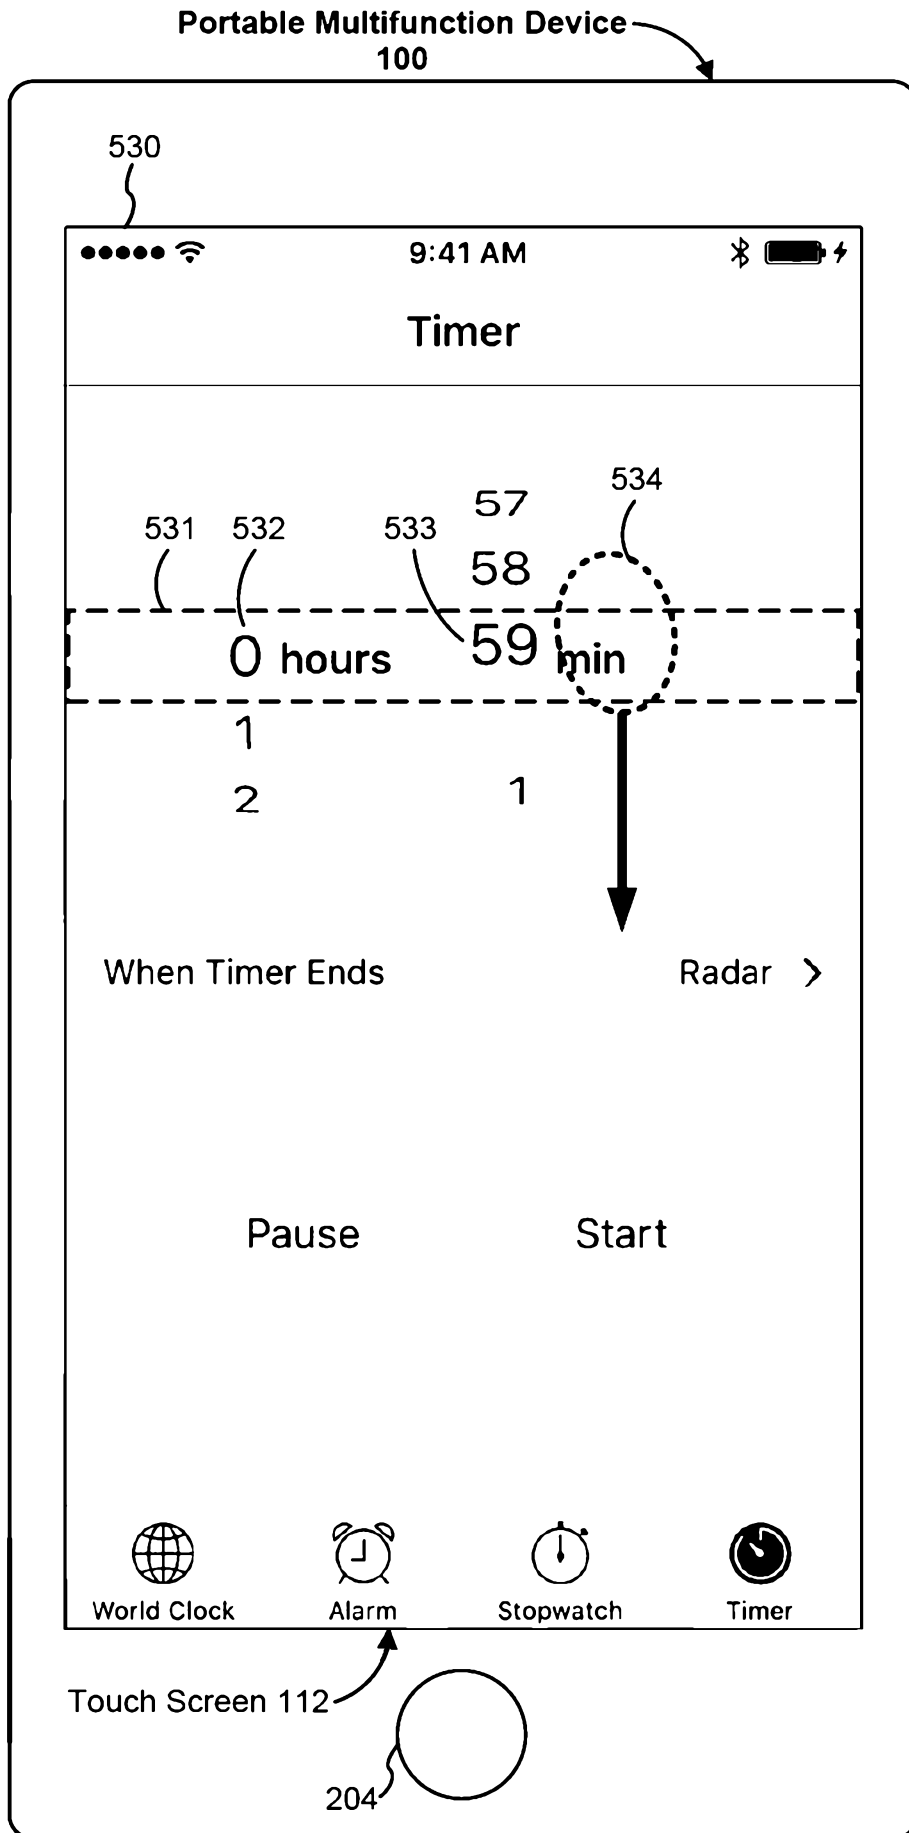 Portable Multifunction Device
100
530
9:41 AM
Timer
534
57
531 532 533
58
0 hours 59 min
1
2 1
When Timer Ends Radar >
Pause Start
World Clock Alarm Stopwatch Timer
Touch Screen 112
204